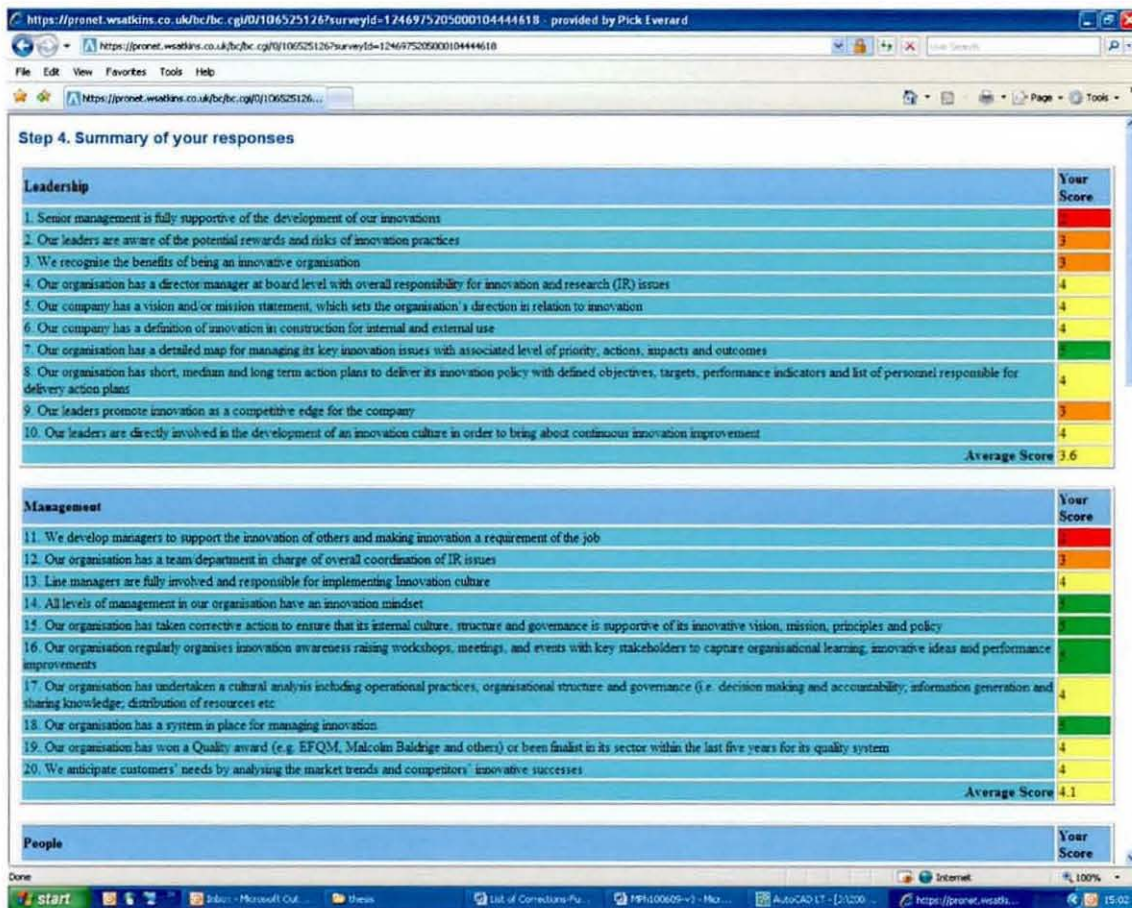 https://pronet.wsatkins.co.uk/bc/bc.cgi/0/106525126?surveyId=1246975205000104444618 - provided by Pick Everard
https://pronet.wsatkins.co.uk/bc/bc.cgi/0/106525126?surveyId=1246975205000104444618
Live Search
File Edit View Favorites Tools Help
https://pronet.wsatkins.co.uk/bc/bc.cgi/0/106525126...
Page Tools
Step 4. Summary of your responses
Leadership Your Score
1. Senior management is fully supportive of the development of our innovations
2. Our leaders are aware of the potential rewards and risks of innovation practices 3
3. We recognise the benefits of being an innovative organisation 3
4. Our organisation has a director/manager at board level with overall responsibility for innovation and research (IR) issues 4
5. Our company has a vision and/or mission statement, which sets the organisation's direction in relation to innovation 4
6. Our company has a definition of innovation in construction for internal and external use 4
7. Our organisation has a detailed map for managing its key innovation issues with associated level of priority, actions, impacts and outcomes 5
8. Our organisation has short, medium and long term action plans to deliver its innovation policy with defined objectives, targets, performance indicators and list of personnel responsible for
delivery action plans 4
9. Our leaders promote innovation as a competitive edge for the company 3
10. Our leaders are directly involved in the development of an innovation culture in order to bring about continuous innovation improvement 4
Average Score 3.6
Management Your Score
11. We develop managers to support the innovation of others and making innovation a requirement of the job
12. Our organisation has a team/department in charge of overall coordination of IR issues 3
13. Line managers are fully involved and responsible for implementing Innovation culture 4
14. All levels of management in our organisation have an innovation mindset 5
15. Our organisation has taken corrective action to ensure that its internal culture, structure and governance is supportive of its innovative vision, mission, principles and policy 5
16. Our organisation regularly organises innovation awareness raising workshops, meetings, and events with key stakeholders to capture organisational learning, innovative ideas and performance
improvements 5
17. Our organisation has undertaken a cultural analysis including operational practices, organisational structure and governance (i.e. decision making and accountability; information generation and
sharing knowledge; distribution of resources etc 4
18. Our organisation has a system in place for managing innovation 5
19. Our organisation has won a Quality award (e.g. EFQM, Malcolm Baldrige and others) or been finalist in its sector within the last five years for its quality system 4
20. We anticipate customers' needs by analysing the market trends and competitors' innovative successes 4
Average Score 4.1
People Your Score
Done Internet 100%
start Inbox - Microsoft Out... thesis List of Corrections-Fu... MPhil00609-v3 - Micr... AutoCAD LT - [J:\200... https://pronet.wsatk... 15:02